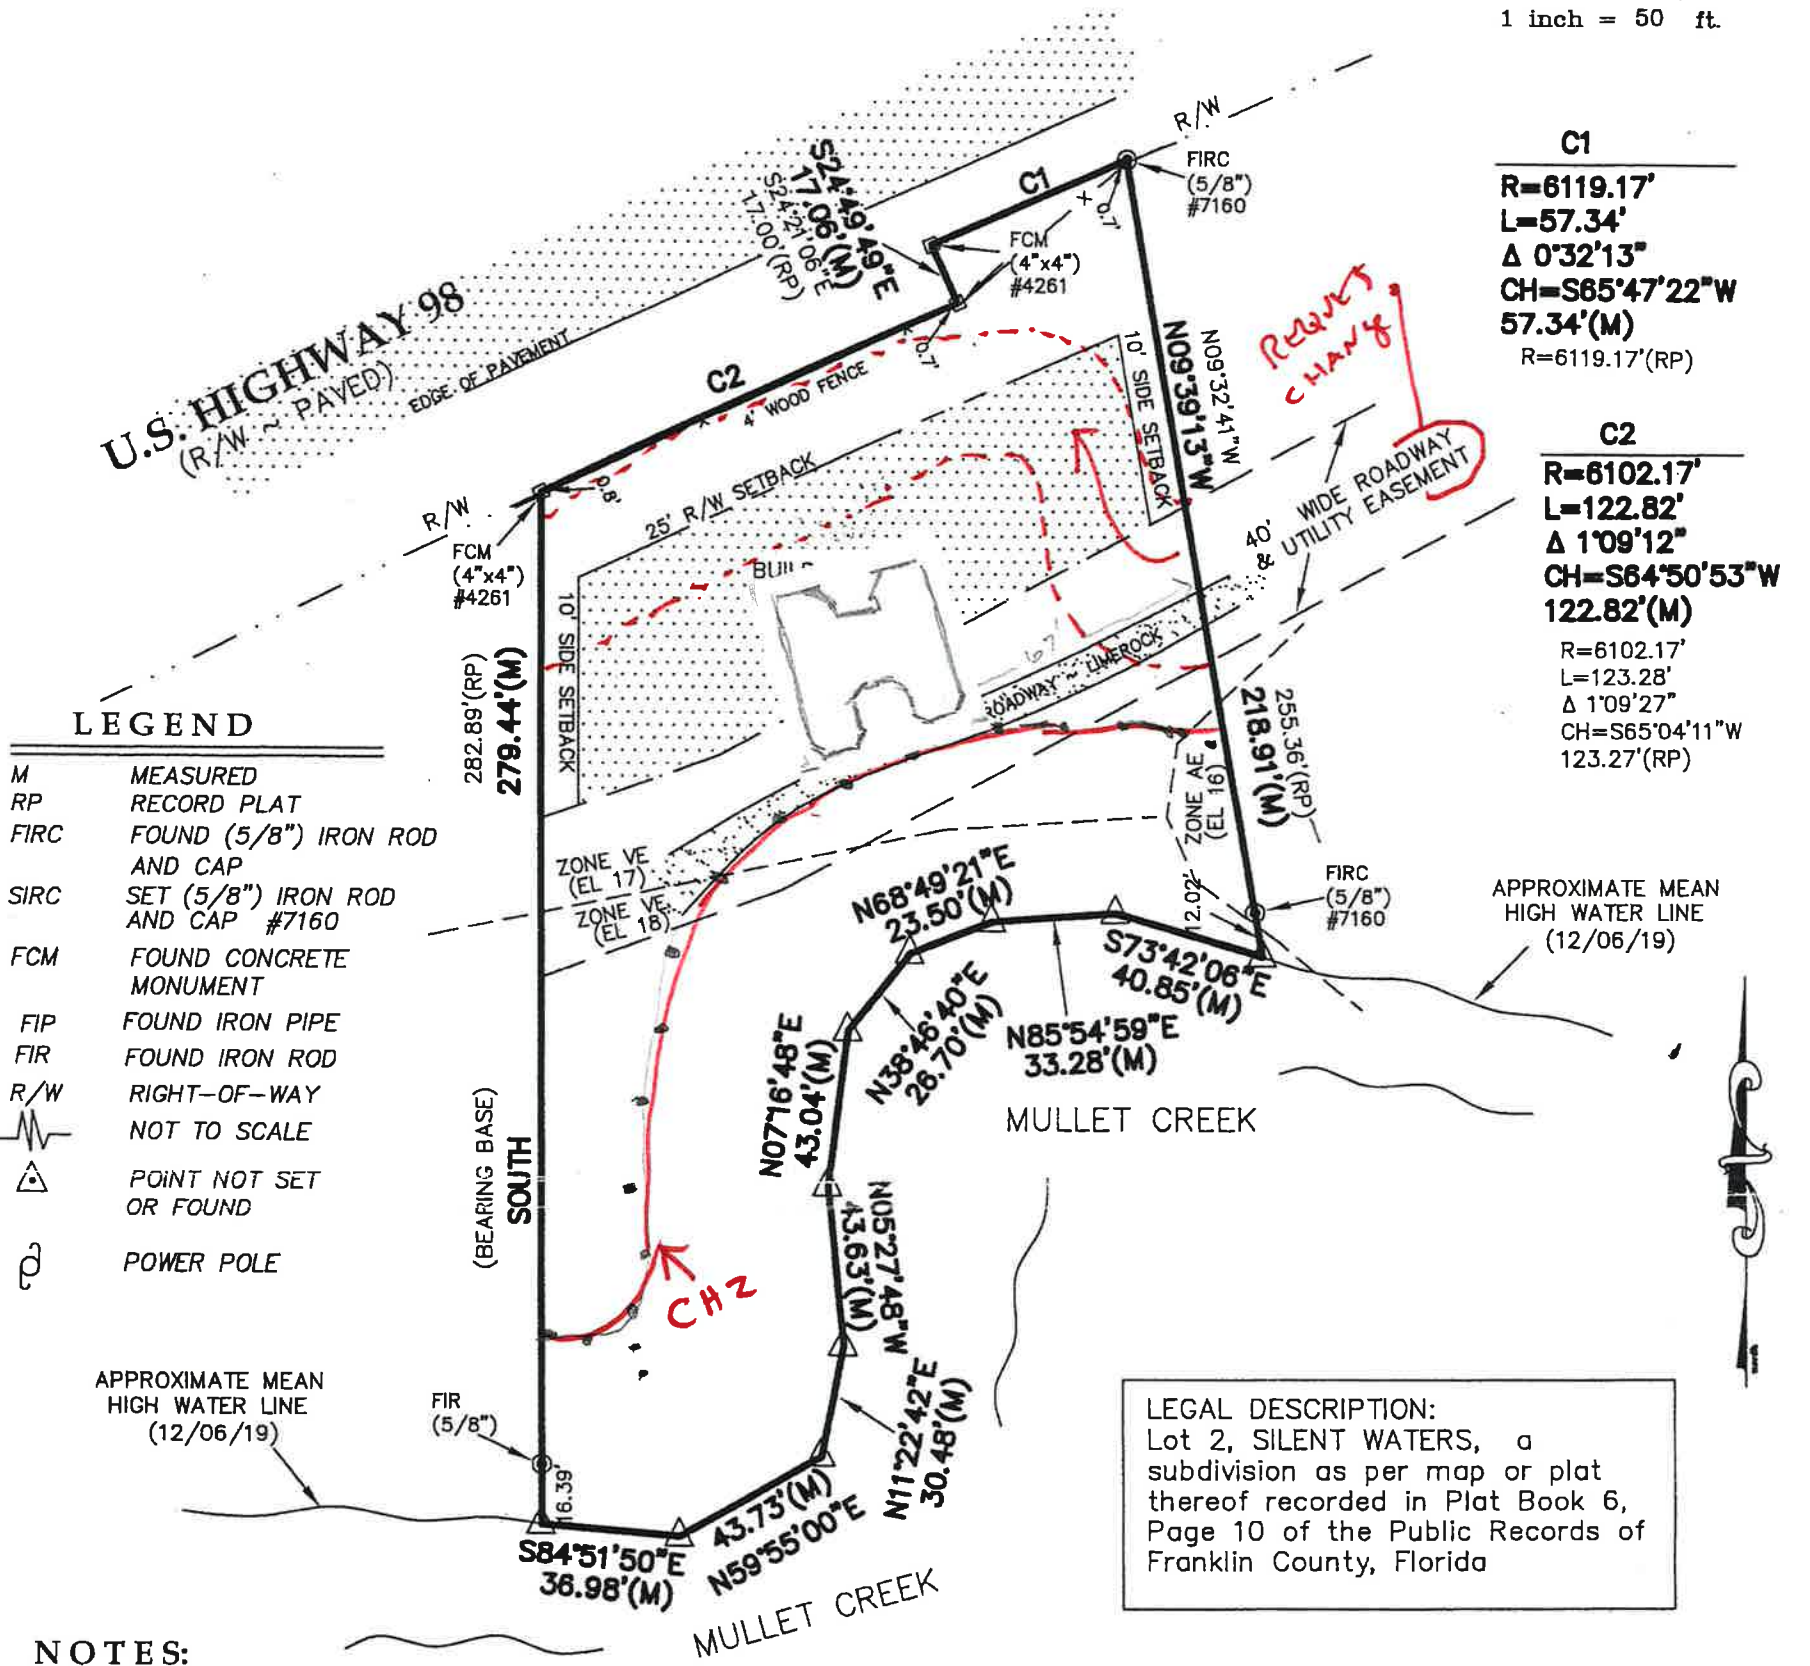 1 inch = 50 ft.
R/W
C1
FIRC
(5/8")
#7160
0.7'
FCM
(4"x4")
#4261
S24°49'49"E
17.06'(M)
S24°21'06"E
17.00'(RP)
U.S. HIGHWAY 98
(R/W ~ PAVED)
EDGE OF PAVEMENT
C2
4' WOOD FENCE
0.7'
0.8'
R/W
FCM
(4"x4")
#4261
25' R/W SETBACK
10' SIDE SETBACK
N09°39'13"W
N09°32'41"W
REQUEST
CHANGE
40' WIDE ROADWAY
& UTILITY EASEMENT
10' SIDE SETBACK
282.89'(RP)
279.44'(M)
67'
ROADWAY ~ LIMEROCK
218.91'(M)
255.36'(RP)
ZONE AE
(EL 16)
ZONE VE
(EL 17)
ZONE VE
(EL 18)
12.02'
FIRC
(5/8")
#7160
APPROXIMATE MEAN
HIGH WATER LINE
(12/06/19)
N68°49'21"E
23.50'(M)
S73°42'06"E
40.85'(M)
N85°54'59"E
33.28'(M)
N38°46'40"E
26.70'(M)
N07°16'48"E
43.04'(M)
MULLET CREEK
(BEARING BASE)
SOUTH
N05°27'48"W
43.63'(M)
CH2
N11°22'42"E
30.48'(M)
APPROXIMATE MEAN
HIGH WATER LINE
(12/06/19)
FIR
(5/8")
16.39'
43.73'(M)
N59°55'00"E
S84°51'50"E
36.98'(M)
MULLET CREEK
C1
R=6119.17'
L=57.34'
Δ 0°32'13"
CH=S65°47'22"W
57.34'(M)
R=6119.17'(RP)
C2
R=6102.17'
L=122.82'
Δ 1°09'12"
CH=S64°50'53"W
122.82'(M)
R=6102.17'
L=123.28'
Δ 1°09'27"
CH=S65°04'11"W
123.27'(RP)
LEGEND
M MEASURED
RP RECORD PLAT
FIRC FOUND (5/8") IRON ROD
AND CAP
SIRC SET (5/8") IRON ROD
AND CAP #7160
FCM FOUND CONCRETE
MONUMENT
FIP FOUND IRON PIPE
FIR FOUND IRON ROD
R/W RIGHT-OF-WAY
NOT TO SCALE
POINT NOT SET
OR FOUND
POWER POLE
LEGAL DESCRIPTION:
Lot 2, SILENT WATERS, a
subdivision as per map or plat
thereof recorded in Plat Book 6,
Page 10 of the Public Records of
Franklin County, Florida
NOTES: